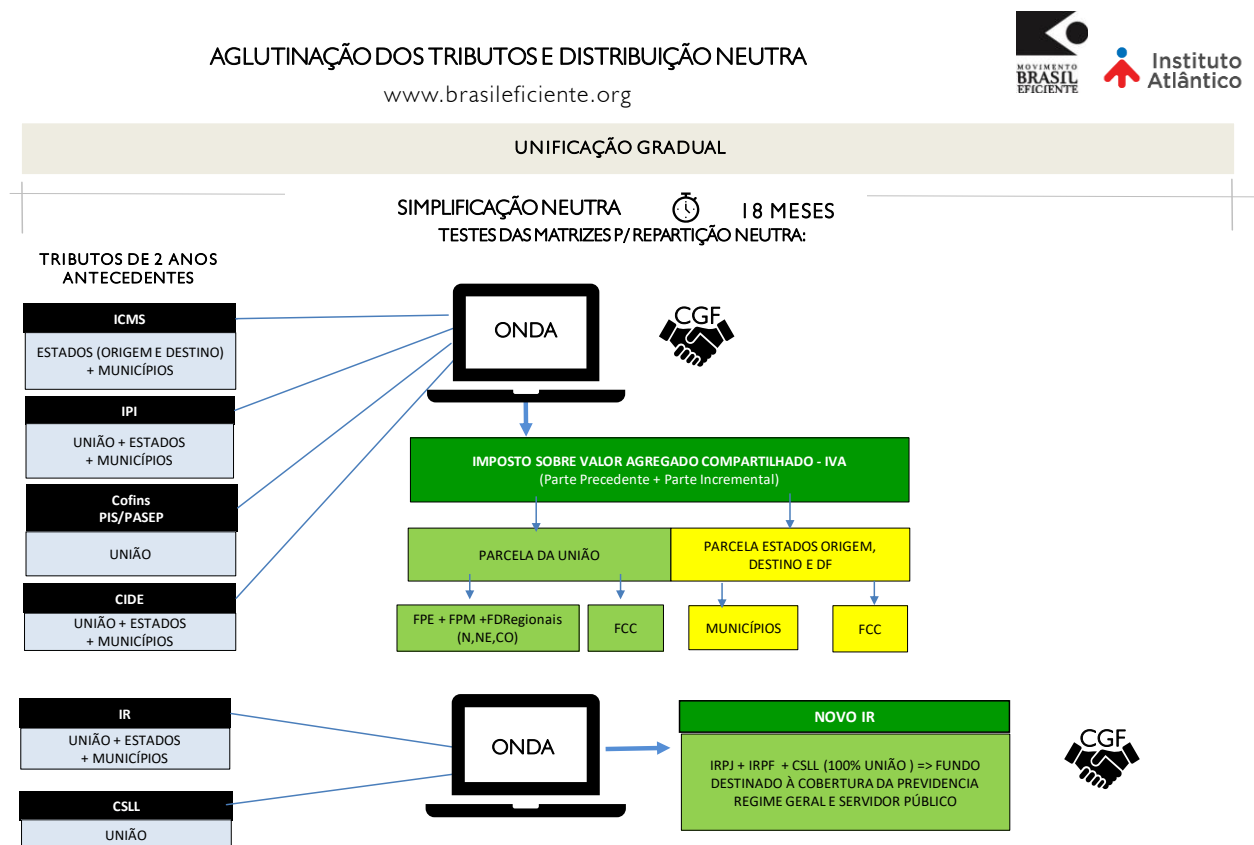 AGLUTINAÇÃO DOS TRIBUTOS E DISTRIBUIÇÃO NEUTRA
www.brasileficiente.org
MOVIMENTO
BRASIL
EFICIENTE
Instituto
Atlântico
UNIFICAÇÃO GRADUAL
SIMPLIFICAÇÃO NEUTRA 18 MESES
TESTES DAS MATRIZES P/ REPARTIÇÃO NEUTRA:
TRIBUTOS DE 2 ANOS
ANTECEDENTES
ICMS
ESTADOS (ORIGEM E DESTINO)
+ MUNICÍPIOS
IPI
UNIÃO + ESTADOS
+ MUNICÍPIOS
Cofins
PIS/PASEP
UNIÃO
CIDE
UNIÃO + ESTADOS
+ MUNICÍPIOS
ONDA
CGF
IMPOSTO SOBRE VALOR AGREGADO COMPARTILHADO - IVA
(Parte Precedente + Parte Incremental)
PARCELA DA UNIÃO
PARCELA ESTADOS ORIGEM,
DESTINO E DF
FPE + FPM +FDRegionais
(N,NE,CO)
FCC
MUNICÍPIOS
FCC
IR
UNIÃO + ESTADOS
+ MUNICÍPIOS
CSLL
UNIÃO
ONDA
NOVO IR
IRPJ + IRPF + CSLL (100% UNIÃO ) => FUNDO
DESTINADO À COBERTURA DA PREVIDENCIA
REGIME GERAL E SERVIDOR PÚBLICO
CGF